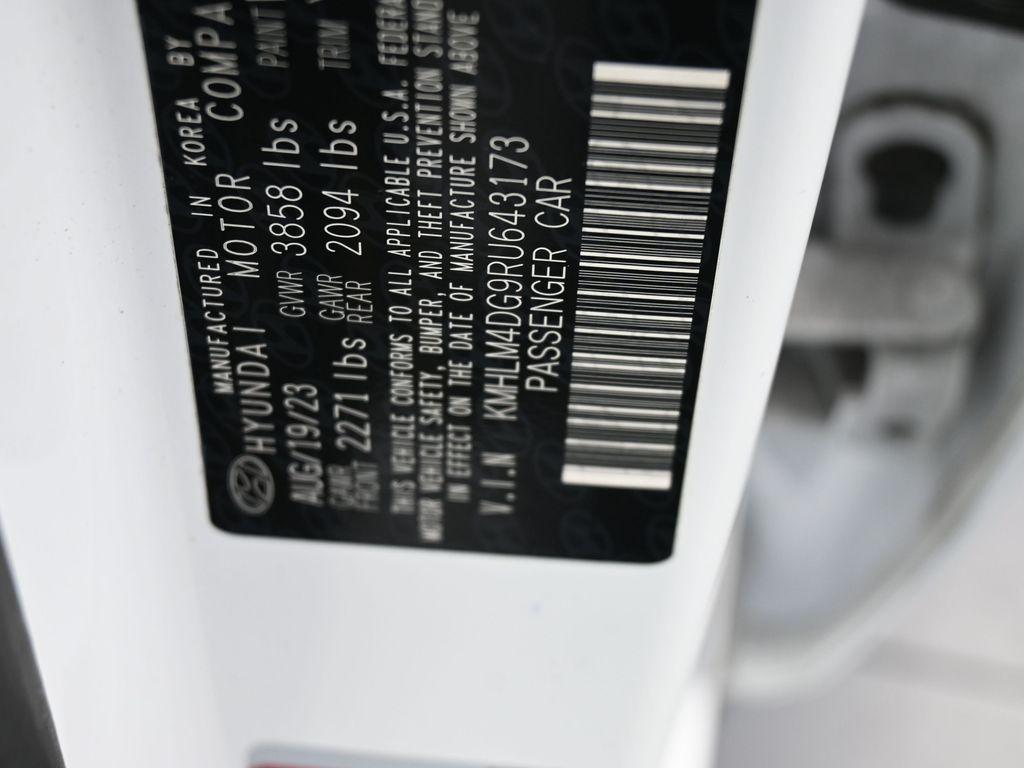 MANUFACTURED IN KOREA BY
HYUNDAI MOTOR COMPA
AUG/19/23 GVWR 3858 lbs PAINT
GAWR FRONT 2271 lbs GAWR REAR 2094 lbs TRIM
THIS VEHICLE CONFORMS TO ALL APPLICABLE U.S.A. FEDERA
MOTOR VEHICLE SAFETY, BUMPER, AND THEFT PREVENTION STAND
IN EFFECT ON THE DATE OF MANUFACTURE SHOWN ABOVE
V.I.N KMHLM4DG9RU643173
PASSENGER CAR